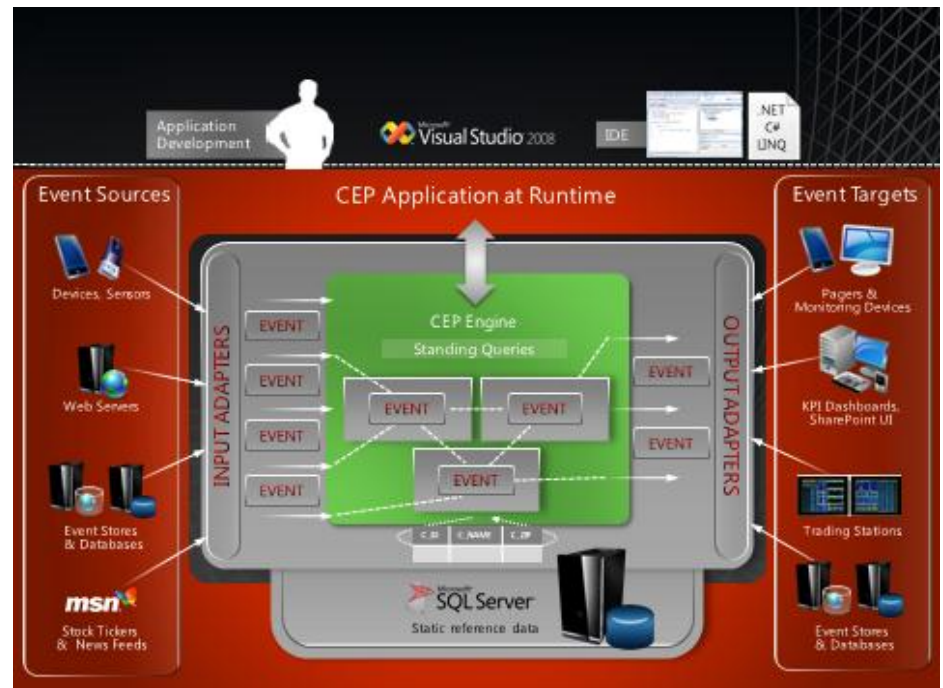 Application
Development
Microsoft
Visual Studio 2008
IDE
.NET
C#
LINQ
Event Sources
CEP Application at Runtime
Event Targets
Devices, Sensors
Web Servers
Event Stores
& Databases
msn
Stock Tickers
& News Feeds
INPUT ADAPTERS
EVENT
EVENT
EVENT
EVENT
CEP Engine
Standing Queries
EVENT
EVENT
EVENT
EVENT
EVENT
OUTPUT ADAPTERS
C_ID C_NAME C_ZIP
Microsoft
SQL Server
Static reference data
Pagers &
Monitoring Devices
KPI Dashboards,
SharePoint UI
Trading Stations
Event Stores
& Databases